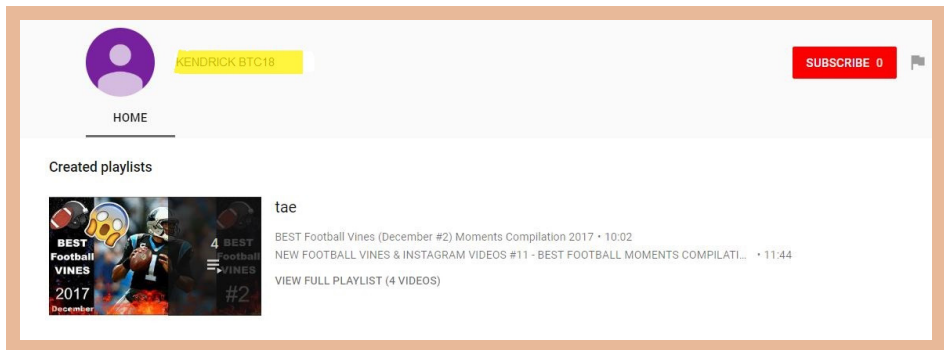 KENDRICK BTC18
SUBSCRIBE 0
HOME
Created playlists
tae
BEST Football Vines (December #2) Moments Compilation 2017 • 10:02
NEW FOOTBALL VINES & INSTAGRAM VIDEOS #11 - BEST FOOTBALL MOMENTS COMPILATI... • 11:44
VIEW FULL PLAYLIST (4 VIDEOS)
BEST
Football
VINES
2017
December
4
BEST
Football
VINES
#2